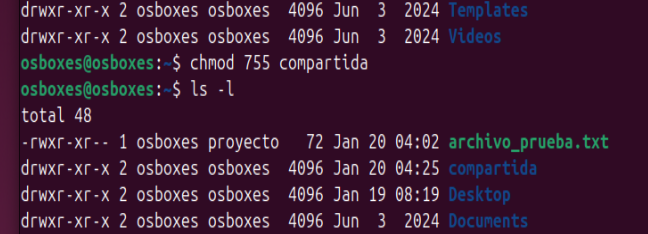 drwxr-xr-x 2 osboxes osboxes 4096 Jun 3 2024 Templates
drwxr-xr-x 2 osboxes osboxes 4096 Jun 3 2024 Videos
osboxes@osboxes:~$ chmod 755 compartida
osboxes@osboxes:~$ ls -l
total 48
-rwxr-xr-- 1 osboxes proyecto 72 Jan 20 04:02 archivo_prueba.txt
drwxr-xr-x 2 osboxes osboxes 4096 Jan 20 04:25 compartida
drwxr-xr-x 2 osboxes osboxes 4096 Jan 19 08:19 Desktop
drwxr-xr-x 2 osboxes osboxes 4096 Jun 3 2024 Documents